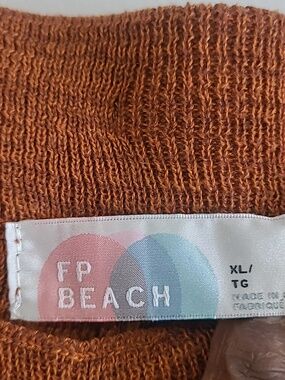 FP
BEACH
XL/
TG
MADE IN
FABRIQUÉ